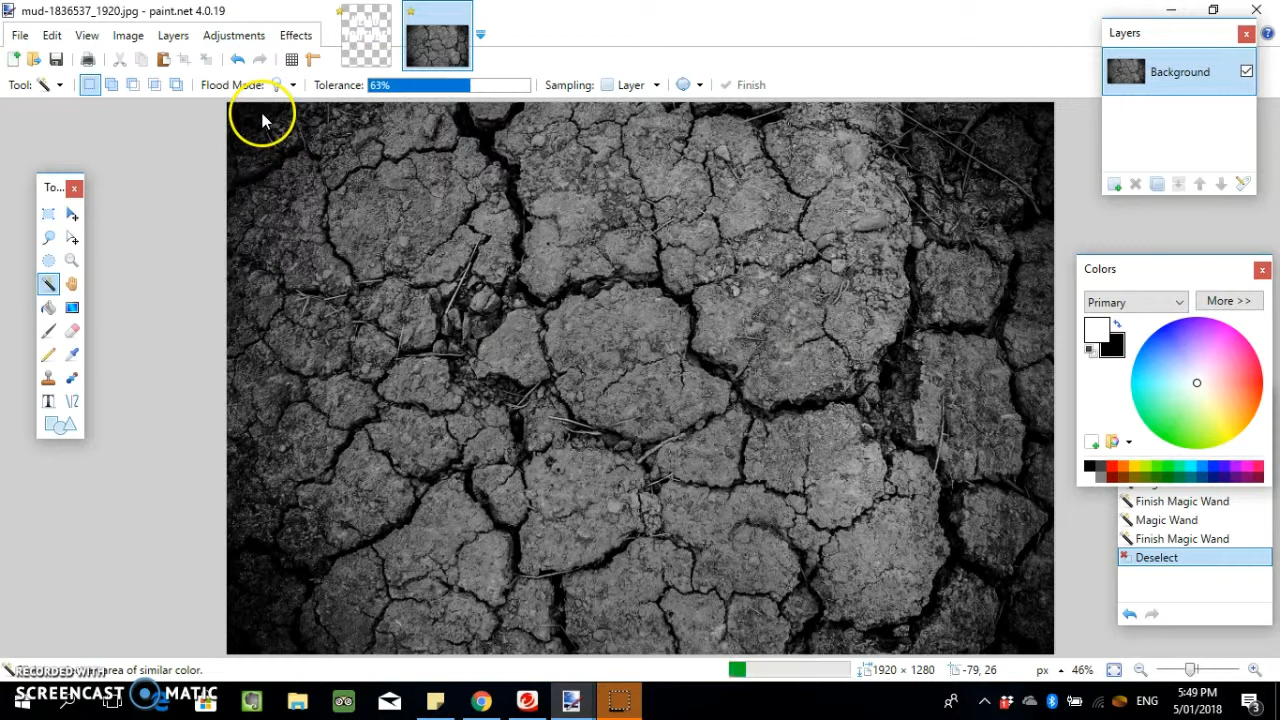 mud-1836537_1920.jpg - paint.net 4.0.19
File Edit View Image Layers Adjustments Effects
Tool: Flood Mode: Tolerance: 63% Sampling: Layer Finish
Layers
Background
To...
Colors
Primary More >>
Finish Magic Wand
Magic Wand
Finish Magic Wand
Deselect
area of similar color.
1920 × 1280 -79, 26 px 46%
RECORDED WITH
SCREENCAST MATIC
ENG
5:49 PM
5/01/2018
3